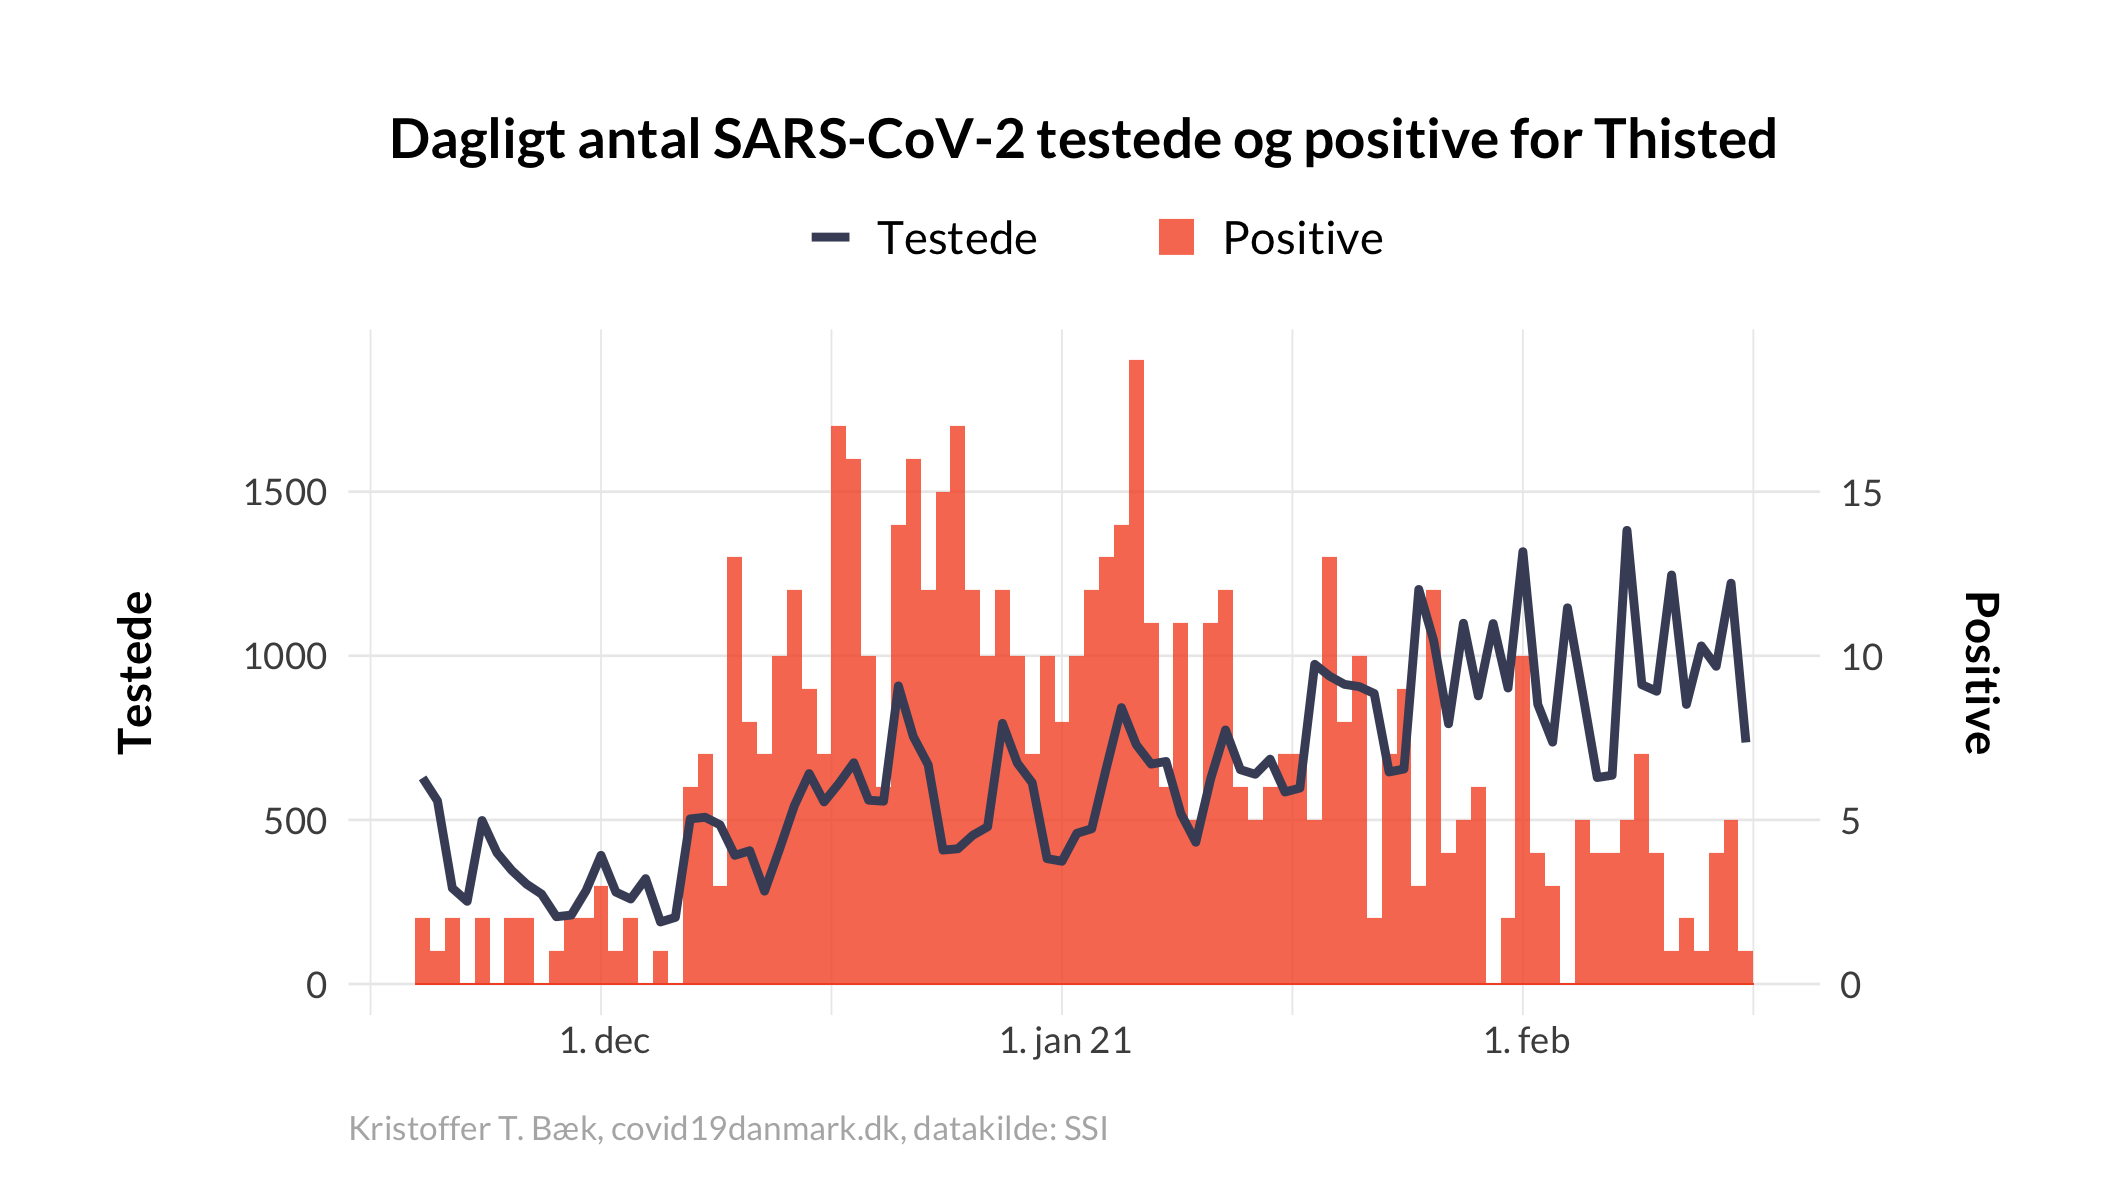 Dagligt antal SARS-CoV-2 testede og positive for Thisted
Testede Positive
1500
1000
500
0
Testede
15
10
5
0
Positive
1. dec 1. jan 21 1. feb
Kristoffer T. Bæk, covid19danmark.dk, datakilde: SSI